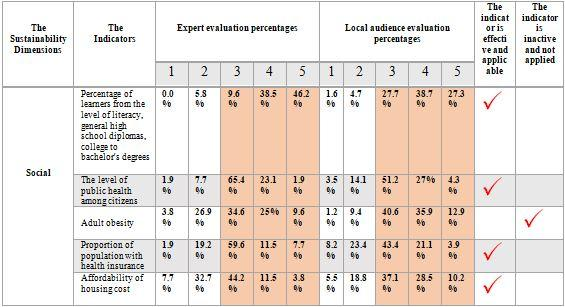 The Sustainability Dimensions
The Indicators
Expert evaluation percentages
Local audience evaluation percentages
The indicat or is effecti ve and applic able
The indicator is inactive and not applied
1 2 3 4 5 1 2 3 4 5
Social
Percentage of learners from the level of literacy, general high school diplomas, college to bachelor's degrees
0.0 % 5.8 % 9.6 % 38.5 % 46.2 % 1.6 % 4.7 % 27.7 % 38.7 % 27.3 %
The level of public health among citizens
1.9 % 7.7 % 65.4 % 23.1 % 1.9 % 3.5 % 14.1 % 51.2 % 27% 4.3 %
Adult obesity
3.8 % 26.9 % 34.6 % 25% 9.6 % 1.2 % 9.4 % 40.6 % 35.9 % 12.9 %
Proportion of population with health insurance
1.9 % 19.2 % 59.6 % 11.5 % 7.7 % 8.2 % 23.4 % 43.4 % 21.1 % 3.9 %
Affordability of housing cost
7.7 % 32.7 % 44.2 % 11.5 % 3.8 % 5.5 % 18.8 % 37.1 % 28.5 % 10.2 %